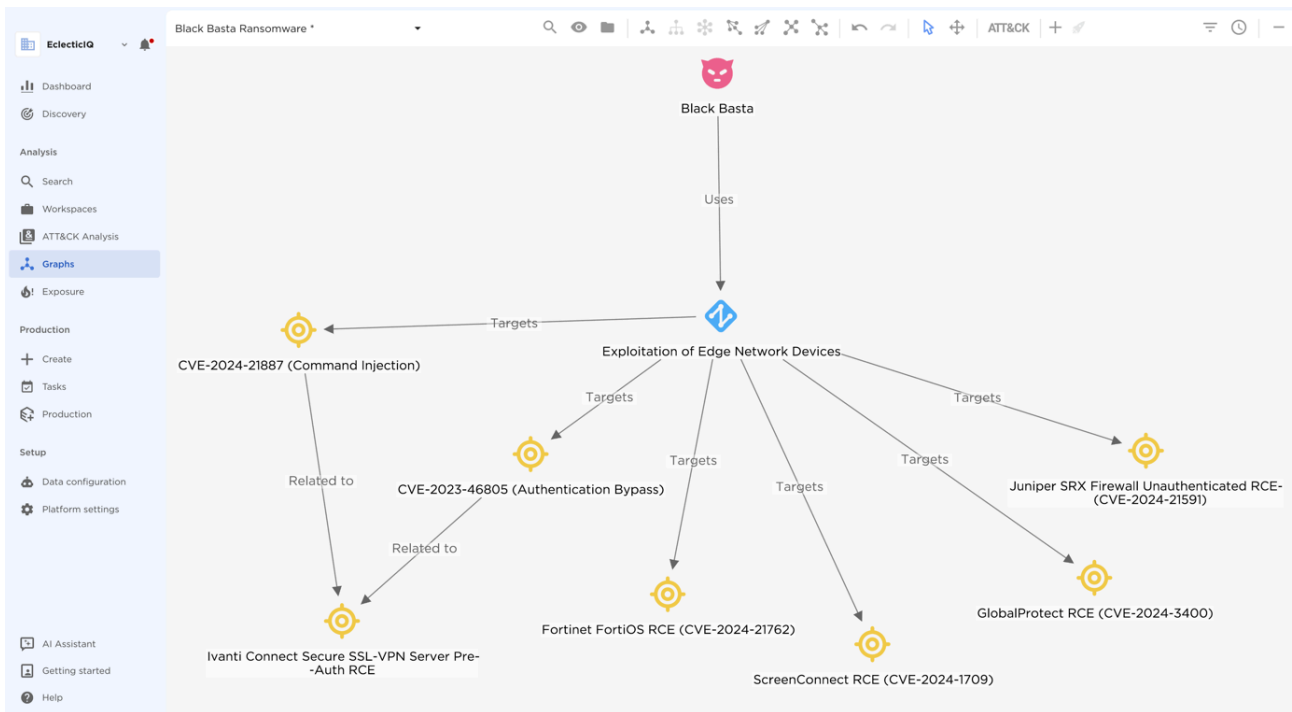 Black Basta Ransomware *
ATT&CK
EclecticIQ
Dashboard
Discovery
Analysis
Search
Workspaces
ATT&CK Analysis
Graphs
Exposure
Production
Create
Tasks
Production
Setup
Data configuration
Platform settings
AI Assistant
Getting started
Help
Black Basta
Uses
Exploitation of Edge Network Devices
Targets
CVE-2024-21887 (Command Injection)
Targets
Targets
Related to
CVE-2023-46805 (Authentication Bypass)
Targets
Targets
Targets
Juniper SRX Firewall Unauthenticated RCE-
(CVE-2024-21591)
Related to
Fortinet FortiOS RCE (CVE-2024-21762)
GlobalProtect RCE (CVE-2024-3400)
Ivanti Connect Secure SSL-VPN Server Pre-
-Auth RCE
ScreenConnect RCE (CVE-2024-1709)